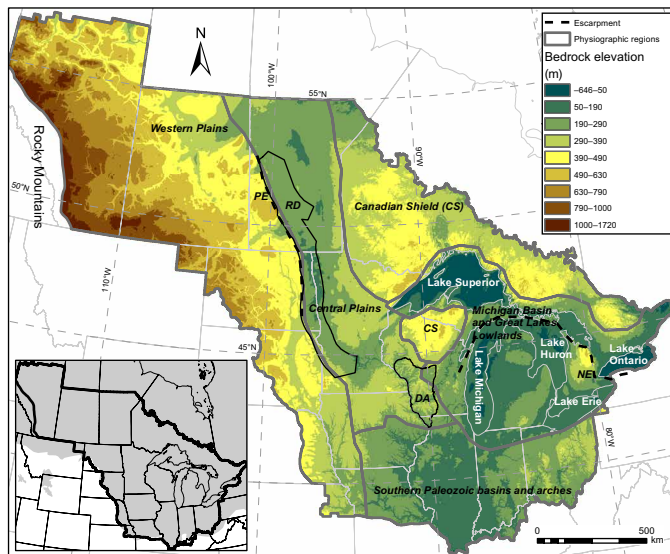 Escarpment
Physiographic regions
Bedrock elevation
(m)
–646–50
50–190
190–290
290–390
390–490
490–630
630–790
790–1000
1000–1720
N
100°W
55°N
90°W
Western Plains
Rocky Mountains
50°N
PE
RD
Canadian Shield (CS)
110°W
Lake Superior
Central Plains
Michigan Basin
and Great Lakes
Lowlands
CS
Lake
Huron
Lake
Ontario
45°N
Lake Michigan
NE
DA
Lake Erie
80°W
Southern Paleozoic basins and arches
0
500
km